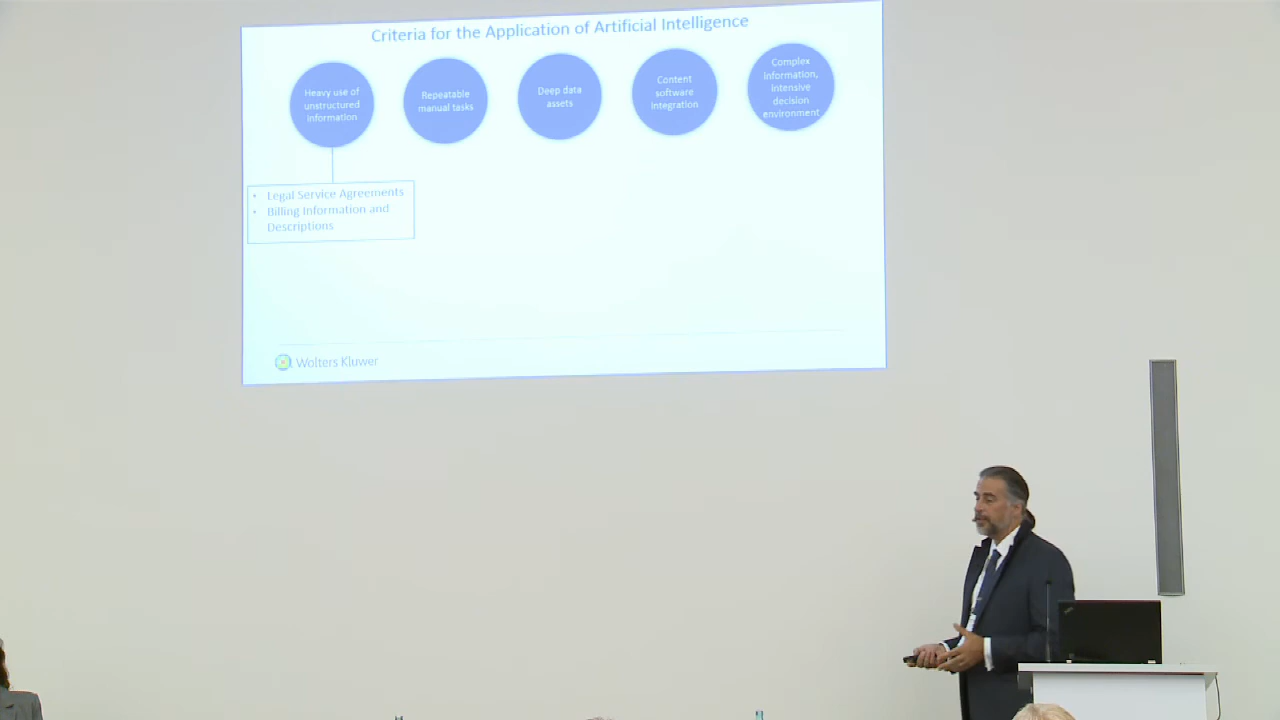 Criteria for the Application of Artificial Intelligence
Heavy use of
unstructured
information
Repeatable
manual tasks
Deep data
assets
Content
software
integration
Complex
information,
intensive
decision
environment
• Legal Service Agreements
• Billing Information and
Descriptions
Wolters Kluwer